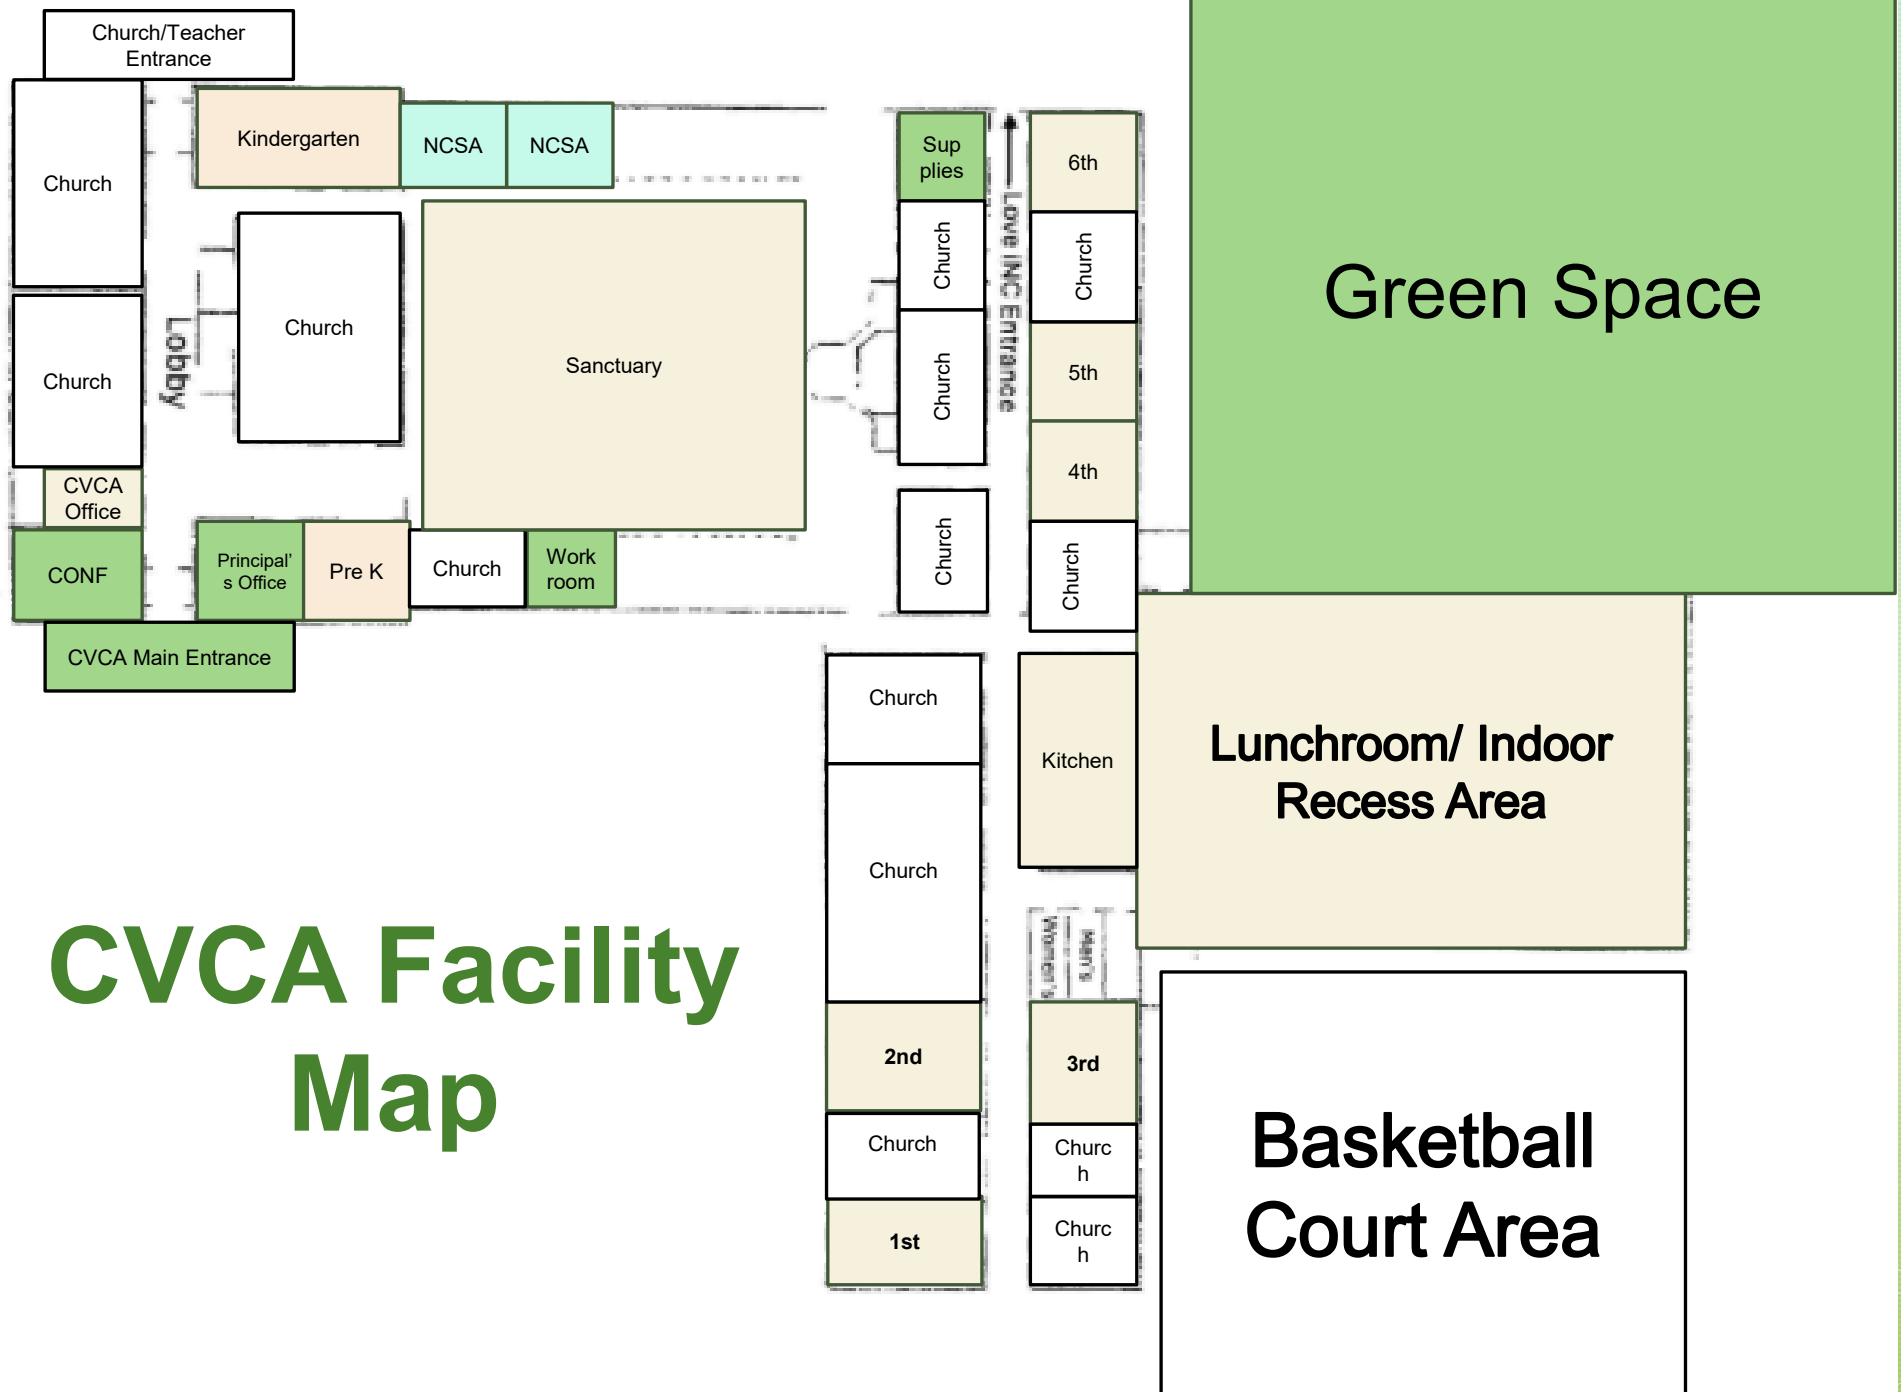 Church/Teacher
Entrance
Church
Kindergarten
NCSA
NCSA
Sup
plies
6th
Church
Love INC Entrance
Church
Green Space
Church
Lobby
Church
Sanctuary
Church
5th
4th
CVCA
Office
CONF
Principal'
s Office
Pre K
Church
Work
room
Church
Church
CVCA Main Entrance
Church
Kitchen
Lunchroom/ Indoor
Recess Area
Church
Women's
Men's
CVCA Facility
Map
2nd
3rd
Church
Churc
h
1st
Churc
h
Basketball
Court Area